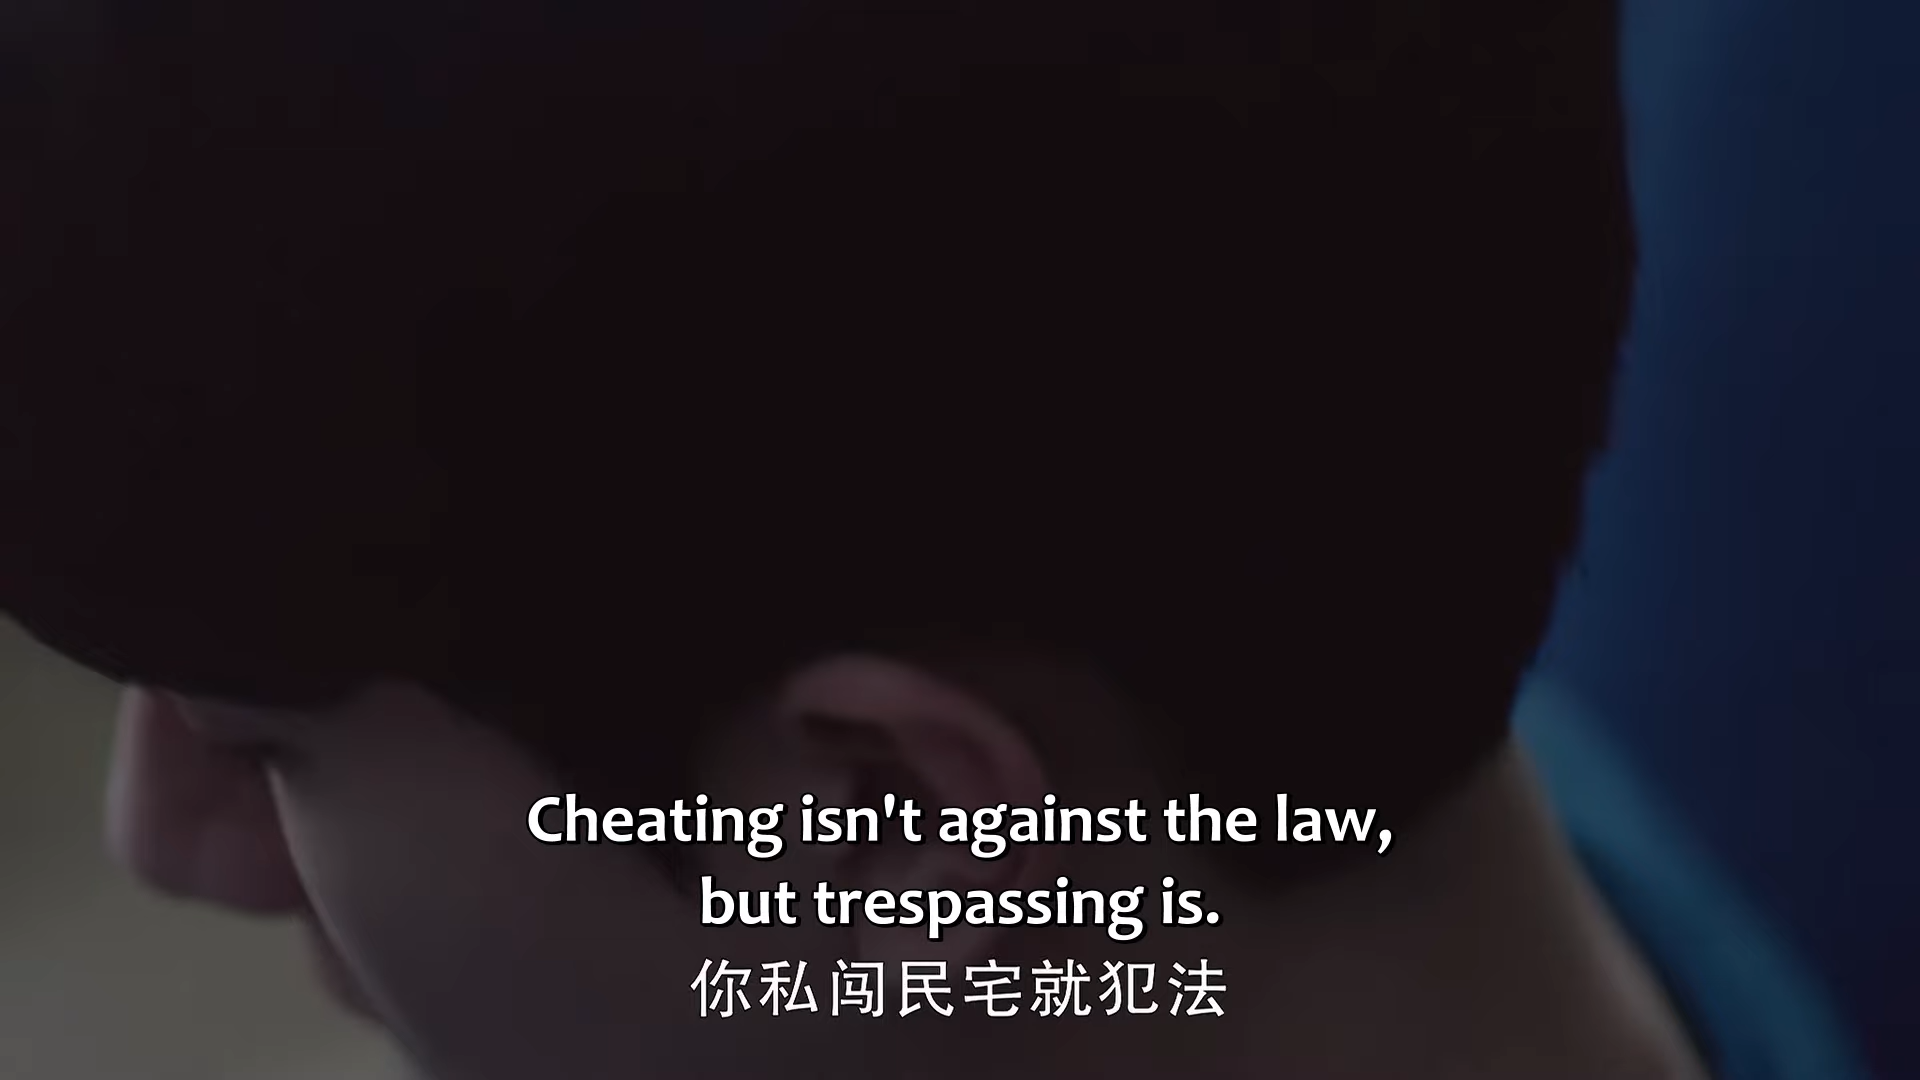 Cheating isn't against the law,
but trespassing is.
你私闯民宅就犯法